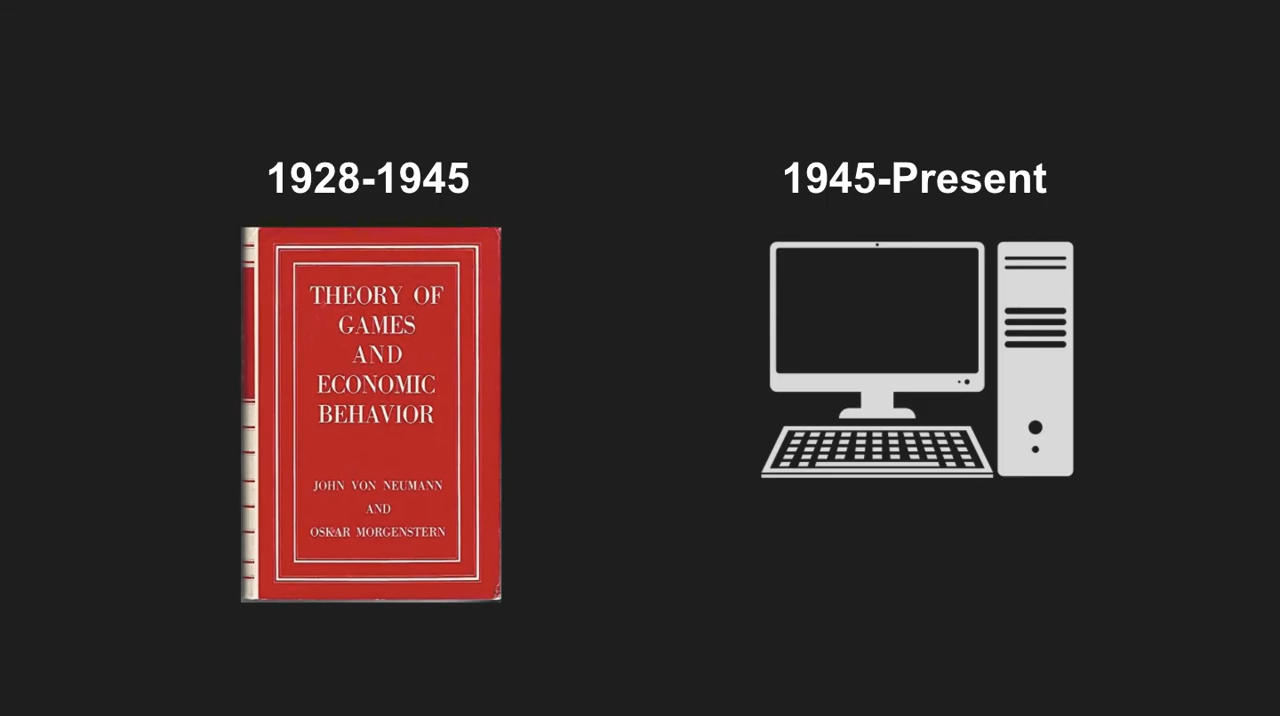 1928-1945
THEORY OF
GAMES
AND
ECONOMIC
BEHAVIOR
JOHN VON NEUMANN
AND
OSKAR MORGENSTERN
1945-Present